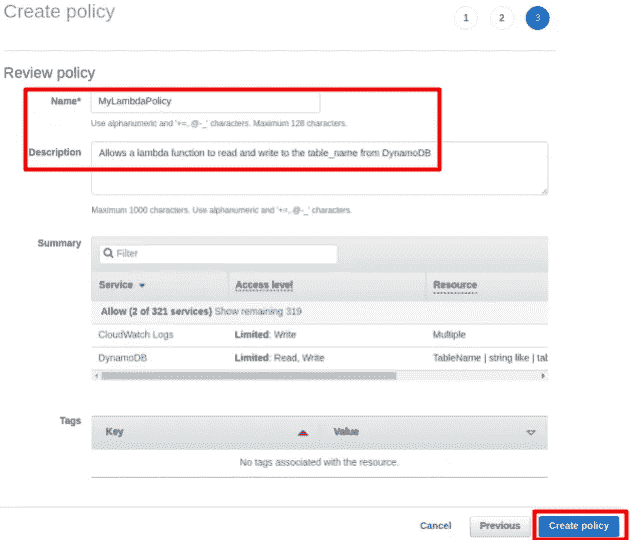 Create policy
1 2 3
Review policy
Name* MyLambdaPolicy
Use alphanumeric and '+=,.@-_' characters. Maximum 128 characters.
Description Allows a lambda function to read and write to the table_name from DynamoDB
Maximum 1000 characters. Use alphanumeric and '+=,.@-_' characters.
Summary Filter
Service Access level Resource
Allow (2 of 321 services) Show remaining 319
CloudWatch Logs Limited: Write Multiple
DynamoDB Limited: Read, Write TableName | string like | tab
Tags Key Value
No tags associated with the resource.
Cancel Previous Create policy